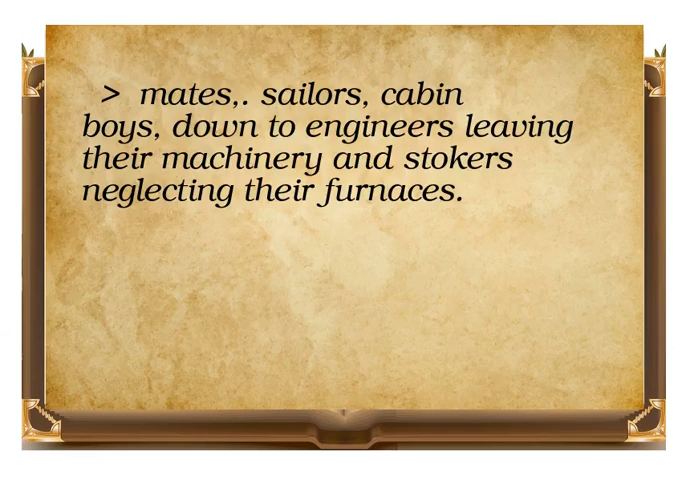 > mates,. sailors, cabin
boys, down to engineers leaving
their machinery and stokers
neglecting their furnaces.